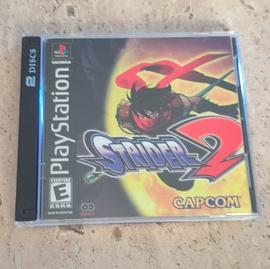 2 DISCS
PlayStation
STRIDER 2
EVERYONE
E
CAPCOM